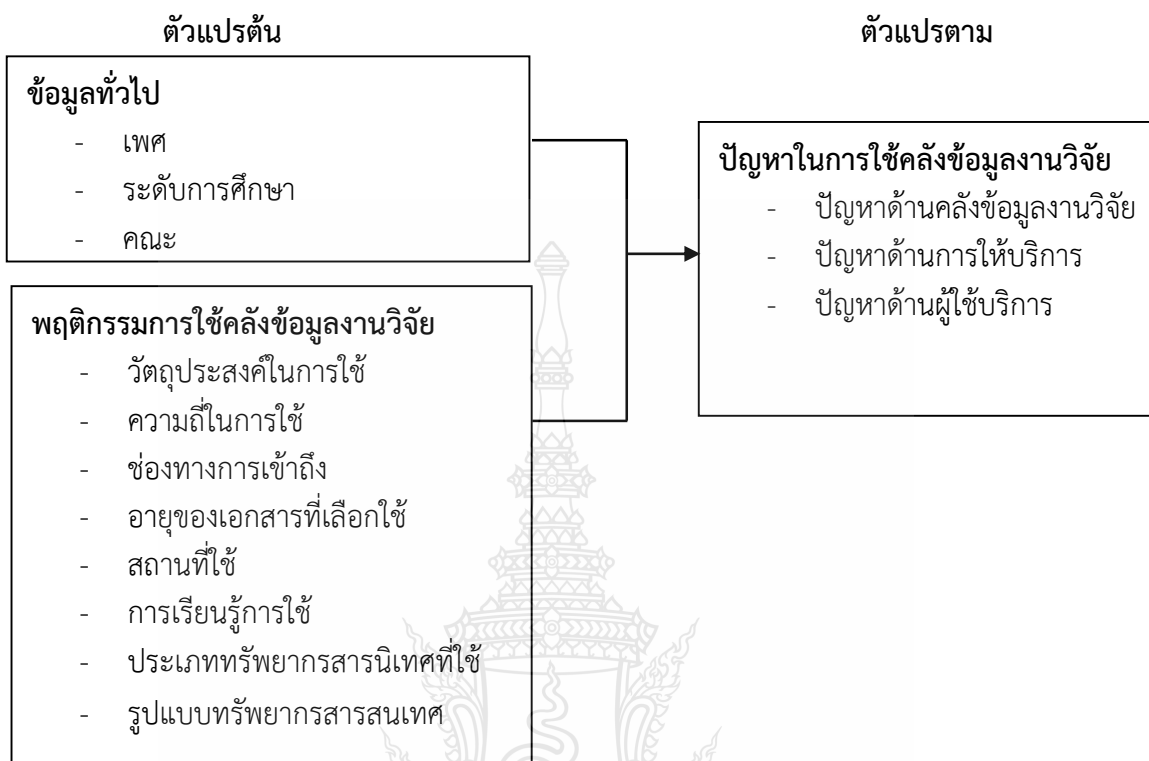 ตัวแปรต้น
ข้อมูลทั่วไป
- เพศ
- ระดับการศึกษา
- คณะ
พฤติกรรมการใช้คลังข้อมูลงานวิจัย
- วัตถุประสงค์ในการใช้
- ความถี่ในการใช้
- ช่องทางการเข้าถึง
- อายุของเอกสารที่เลือกใช้
- สถานที่ใช้
- การเรียนรู้การใช้
- ประเภททรัพยากรสารนิเทศที่ใช้
- รูปแบบทรัพยากรสารสนเทศ
ตัวแปรตาม
ปัญหาในการใช้คลังข้อมูลงานวิจัย
- ปัญหาด้านคลังข้อมูลงานวิจัย
- ปัญหาด้านการให้บริการ
- ปัญหาด้านผู้ใช้บริการ